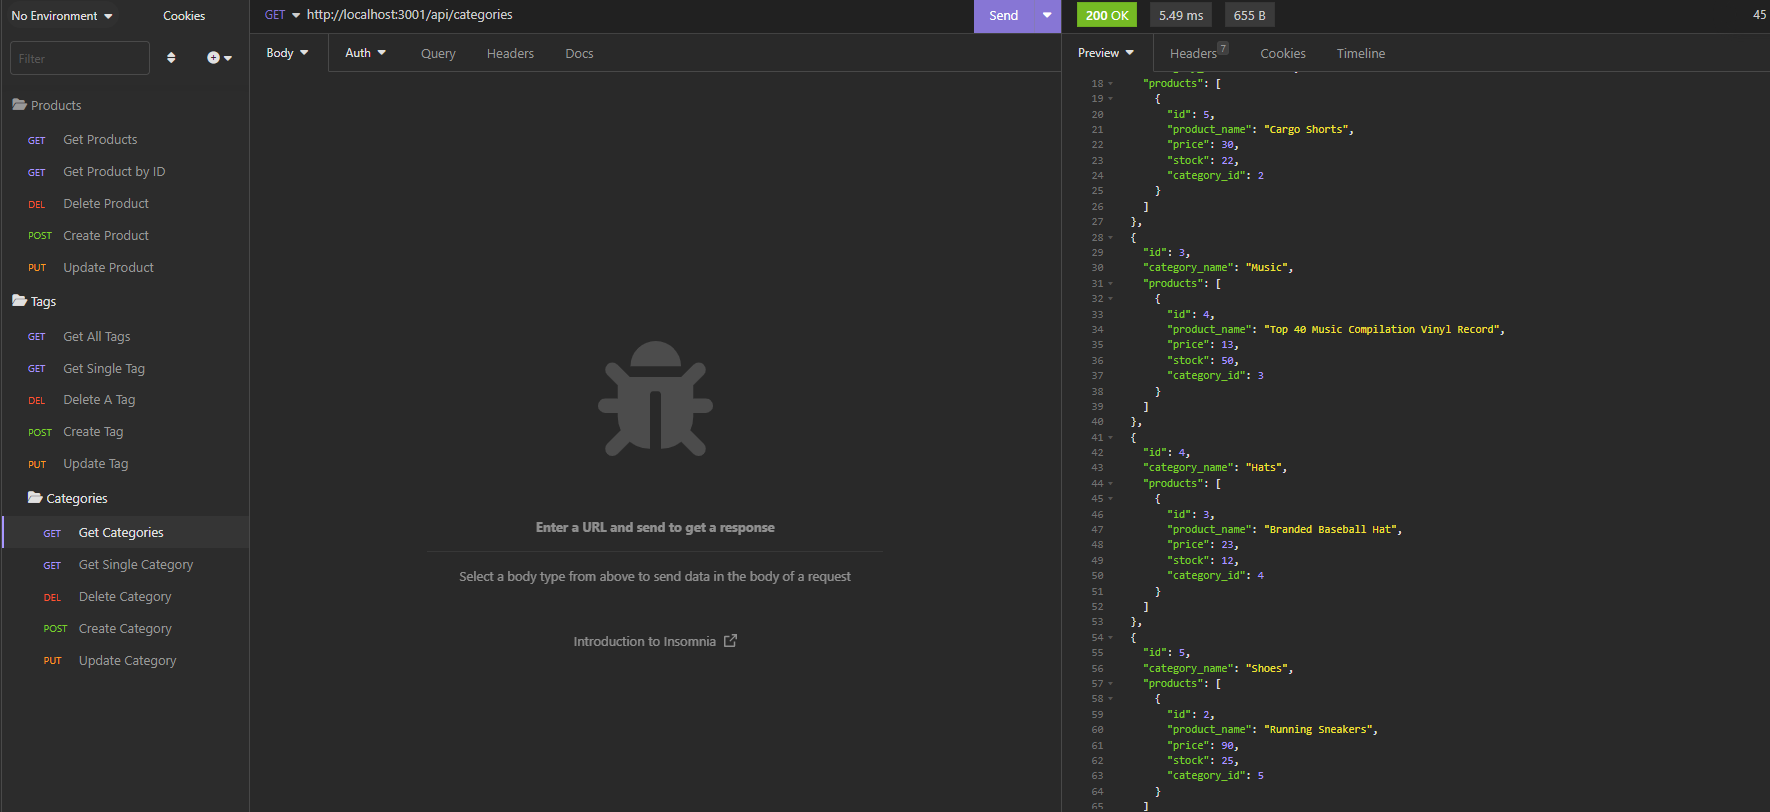 No Environment
Cookies
Filter
Products
GET Get Products
GET Get Product by ID
DEL Delete Product
POST Create Product
PUT Update Product
Tags
GET Get All Tags
GET Get Single Tag
DEL Delete A Tag
POST Create Tag
PUT Update Tag
Categories
GET Get Categories
GET Get Single Category
DEL Delete Category
POST Create Category
PUT Update Category
GET http://localhost:3001/api/categories
Send
Body Auth Query Headers Docs
Enter a URL and send to get a response
Select a body type from above to send data in the body of a request
Introduction to Insomnia
200 OK 5.49 ms 655 B 45
Preview Headers 7 Cookies Timeline
18 "products": [
19 {
20 "id": 5,
21 "product_name": "Cargo Shorts",
22 "price": 30,
23 "stock": 22,
24 "category_id": 2
25 }
26 ]
27 },
28 {
29 "id": 3,
30 "category_name": "Music",
31 "products": [
32 {
33 "id": 4,
34 "product_name": "Top 40 Music Compilation Vinyl Record",
35 "price": 13,
36 "stock": 50,
37 "category_id": 3
38 }
39 ]
40 },
41 {
42 "id": 4,
43 "category_name": "Hats",
44 "products": [
45 {
46 "id": 3,
47 "product_name": "Branded Baseball Hat",
48 "price": 23,
49 "stock": 12,
50 "category_id": 4
51 }
52 ]
53 },
54 {
55 "id": 5,
56 "category_name": "Shoes",
57 "products": [
58 {
59 "id": 2,
60 "product_name": "Running Sneakers",
61 "price": 90,
62 "stock": 25,
63 "category_id": 5
64 }
65 ]